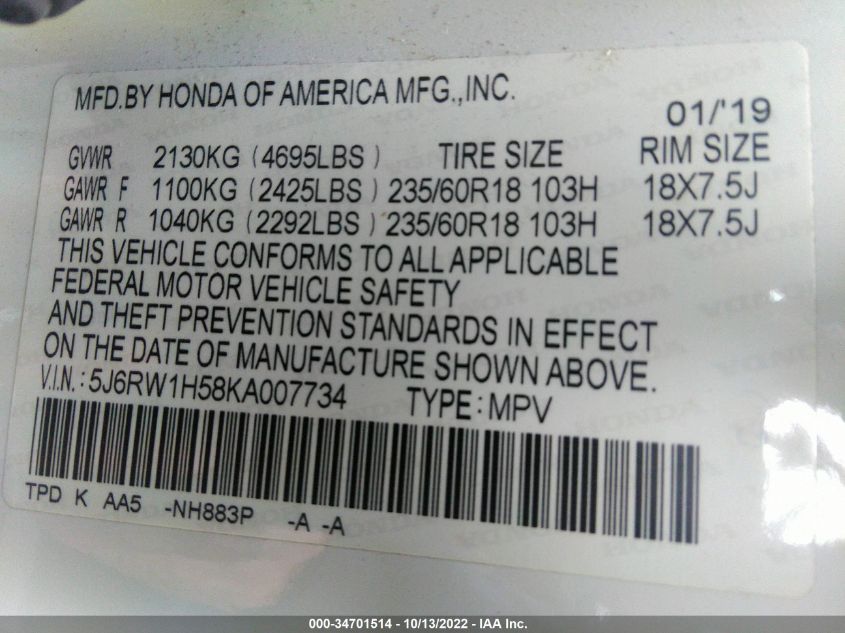 MFD.BY HONDA OF AMERICA MFG.,INC.
01/'19
GVWR 2130KG (4695LBS) TIRE SIZE RIM SIZE
GAWR F 1100KG (2425LBS) 235/60R18 103H 18X7.5J
GAWR R 1040KG (2292LBS) 235/60R18 103H 18X7.5J
THIS VEHICLE CONFORMS TO ALL APPLICABLE
FEDERAL MOTOR VEHICLE SAFETY
AND THEFT PREVENTION STANDARDS IN EFFECT
ON THE DATE OF MANUFACTURE SHOWN ABOVE.
V.I.N.: 5J6RW1H58KA007734 TYPE: MPV
TPD K AA5 -NH883P -A -A
000-34701514 - 10/13/2022 - IAA Inc.